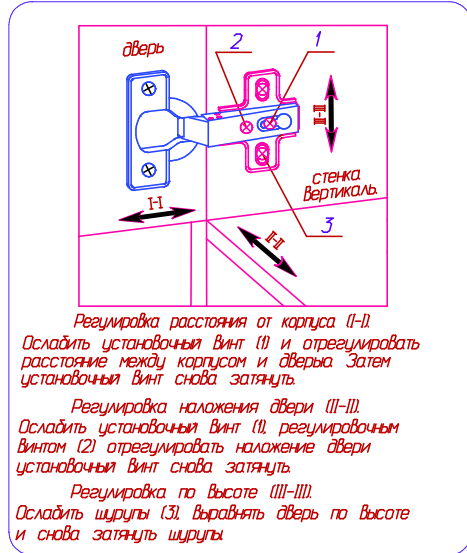 дверь
2
1
III-III
стенка
вертикаль.
I-I
II-II
3
Регулировка расстояния от корпуса (I-I).
Ослабить установочный винт (1) и отрегулировать
расстояние между корпусом и дверью. Затем
установочный винт снова затянуть.
Регулировка наложения двери (II-II).
Ослабить установочный винт (1), регулировочным
винтом (2) отрегулировать наложение двери
установочный винт снова затянуть.
Регулировка по высоте (III-III).
Ослабить шурупы (3), выравнять дверь по высоте
и снова затянуть шурупы.